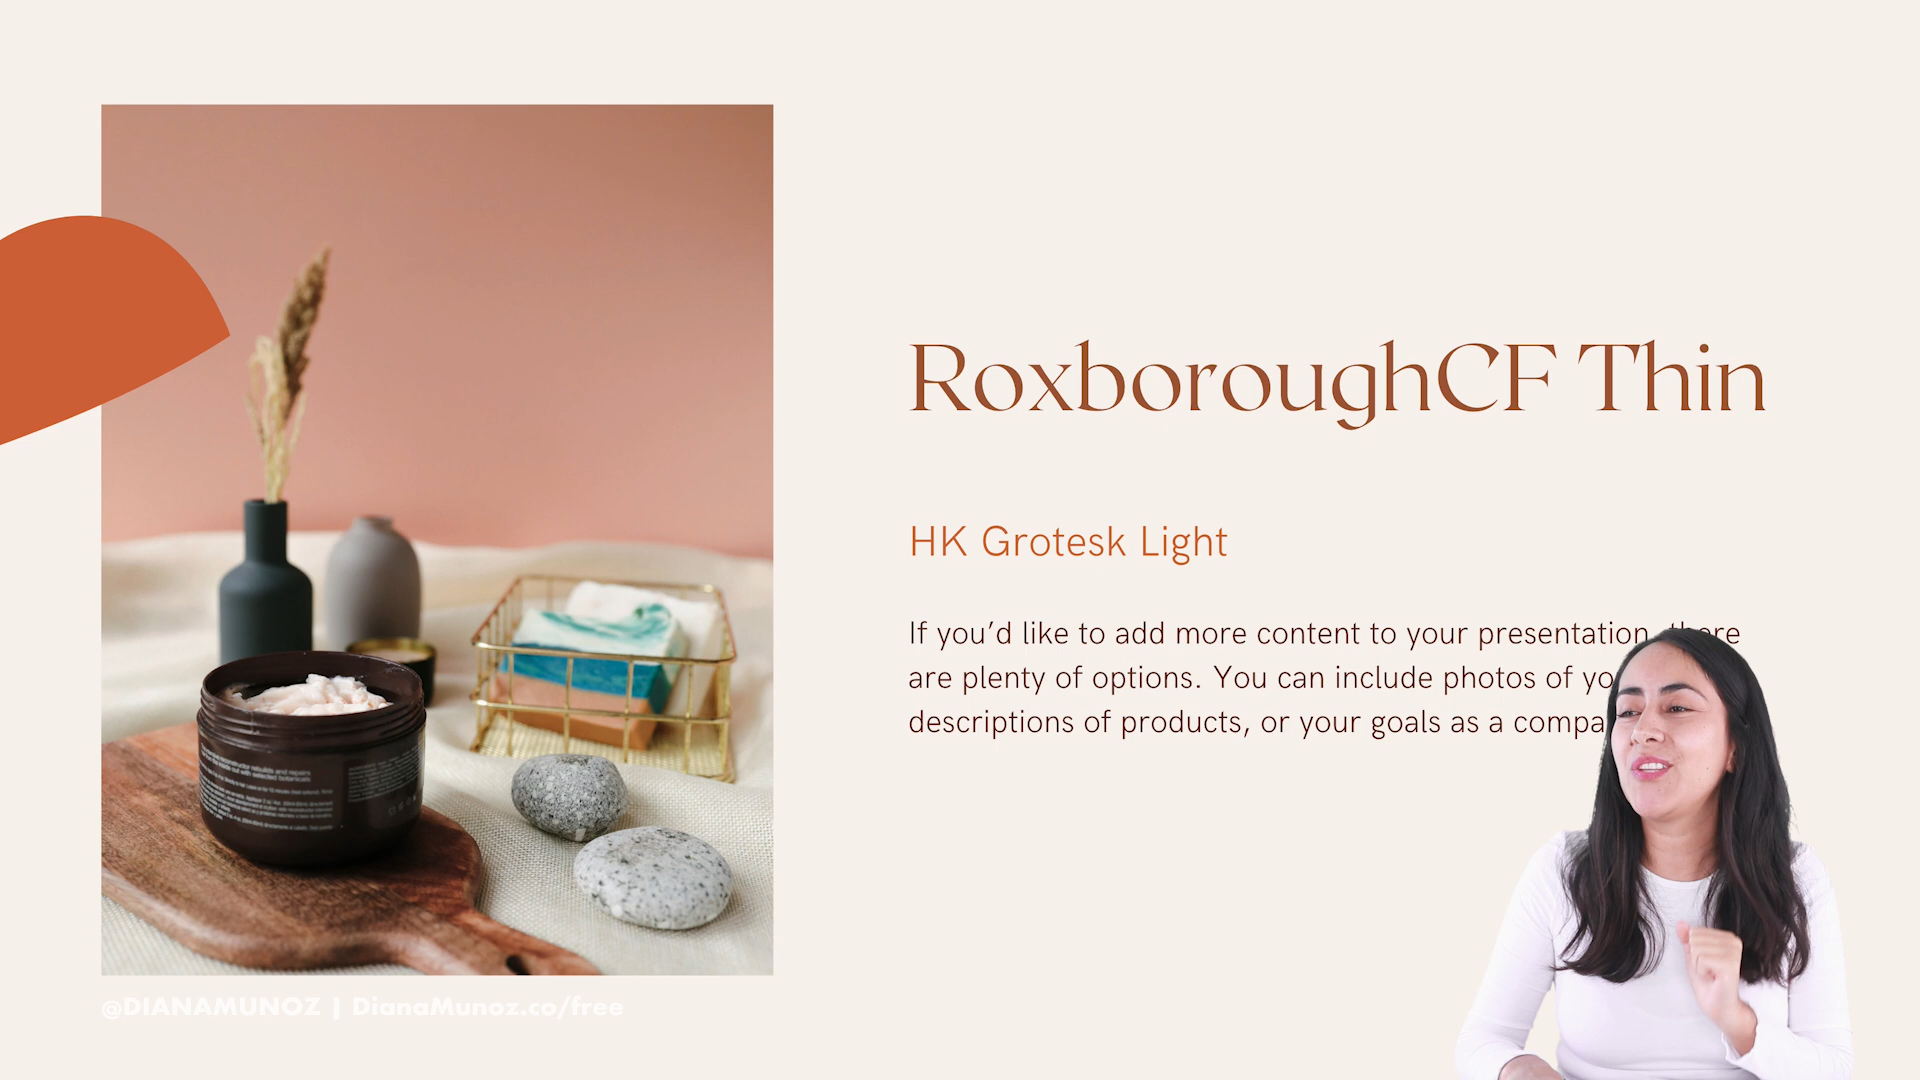 RoxboroughCF Thin
HK Grotesk Light
If you’d like to add more content to your presentation, there
are plenty of options. You can include photos of
descriptions of products, or your goals as a
@DIANAMUNOZ | DianaMunoz.co/free